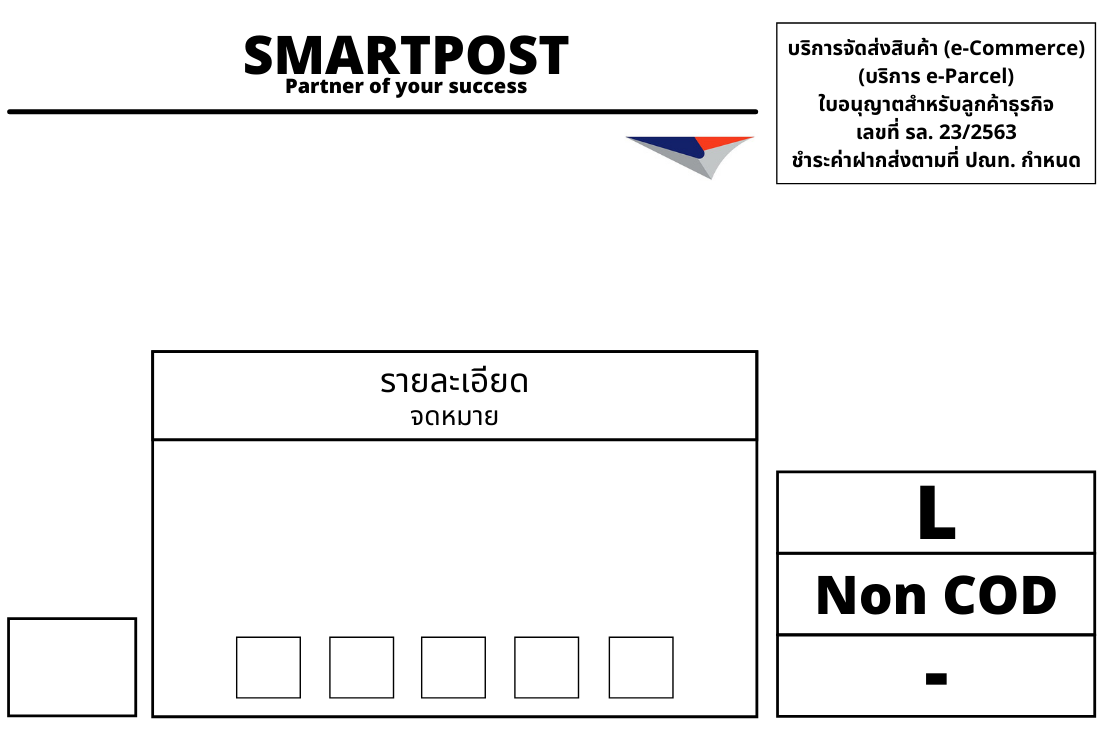 SMARTPOST
Partner of your success
บริการจัดส่งสินค้า (e-Commerce)
(บริการ e-Parcel)
ใบอนุญาตสำหรับลูกค้าธุรกิจ
เลขที่ รล. 23/2563
ชำระค่าฝากส่งตามที่ ปณท. กำหนด
รายละเอียด
จดหมาย
L
Non COD
-